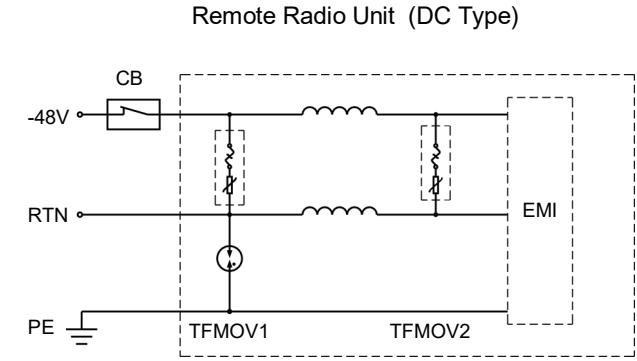 Remote Radio Unit (DC Type)
CB
-48V
RTN
EMI
PE
TFMOV1
TFMOV2